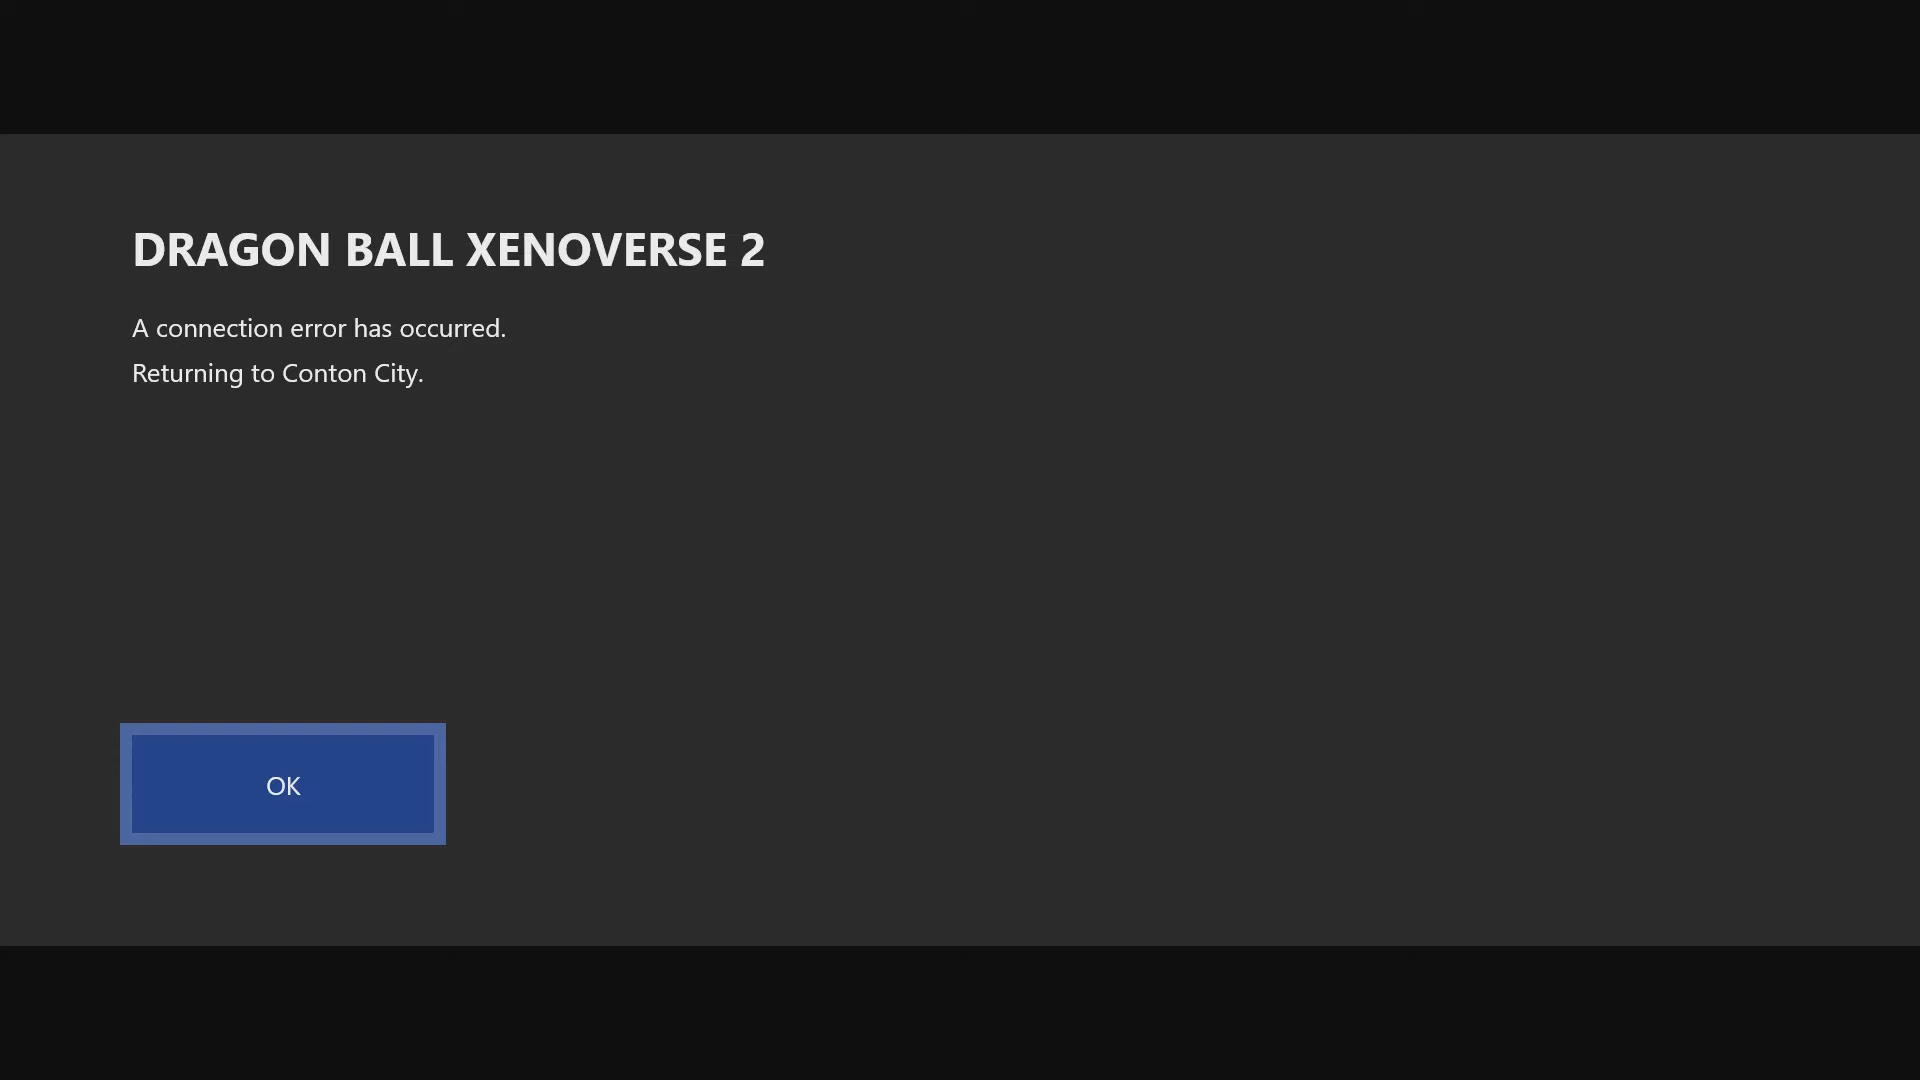 DRAGON BALL XENOVERSE 2
A connection error has occurred.
Returning to Conton City.
OK